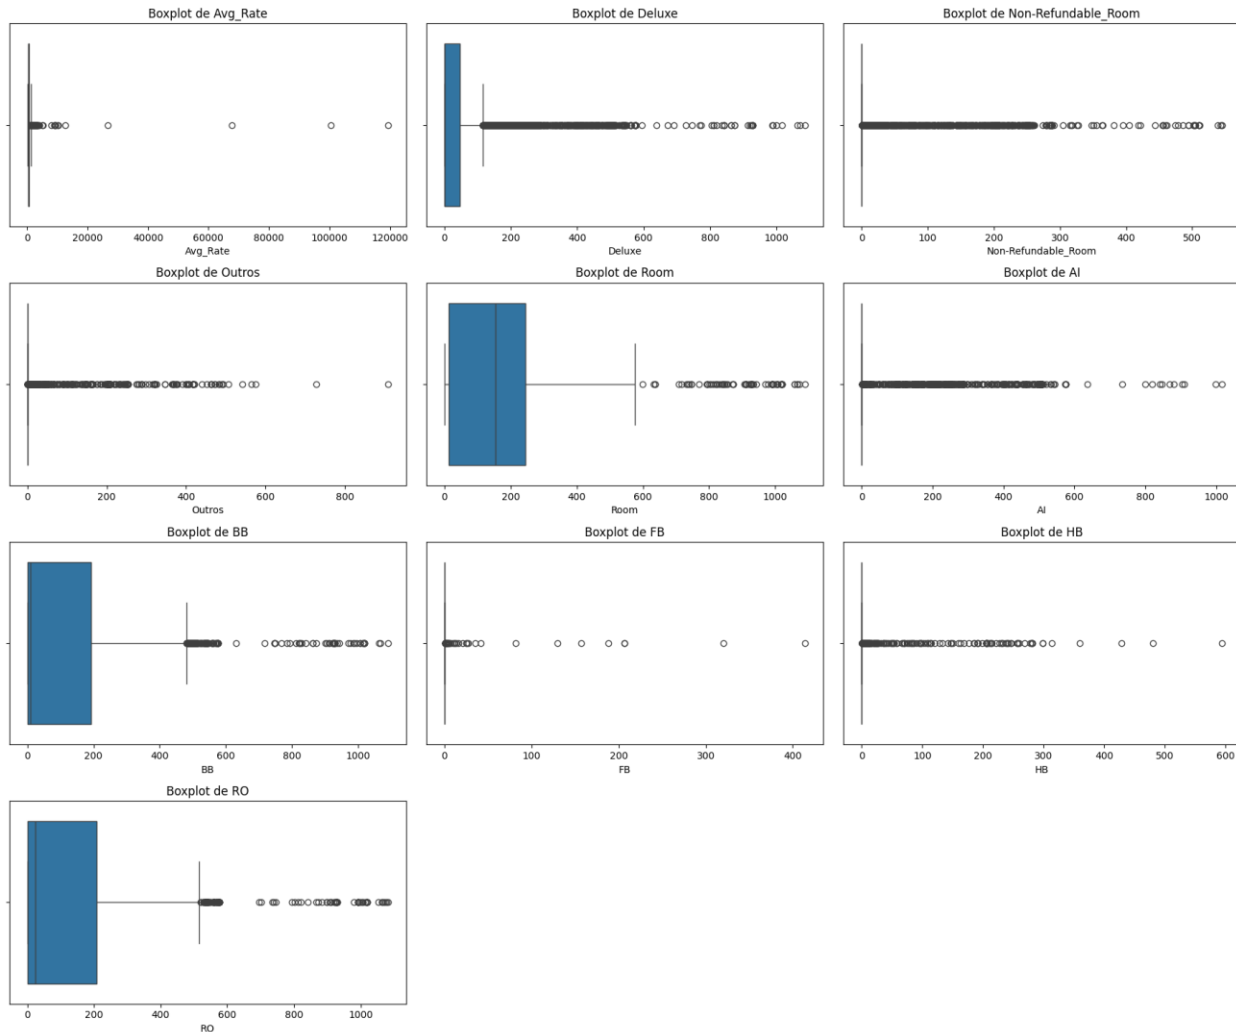 Boxplot de Avg_Rate
Boxplot de Deluxe
Boxplot de Non-Refundable_Room
0 20000 40000 60000 80000 100000 120000
0 200 400 600 800 1000
0 100 200 300 400 500
Avg_Rate
Deluxe
Non-Refundable_Room
Boxplot de Outros
Boxplot de Room
Boxplot de AI
0 200 400 600 800
0 200 400 600 800 1000
0 200 400 600 800 1000
Outros
Room
AI
Boxplot de BB
Boxplot de FB
Boxplot de HB
0 200 400 600 800 1000
0 100 200 300 400
0 100 200 300 400 500 600
BB
FB
HB
Boxplot de RO
0 200 400 600 800 1000
RO